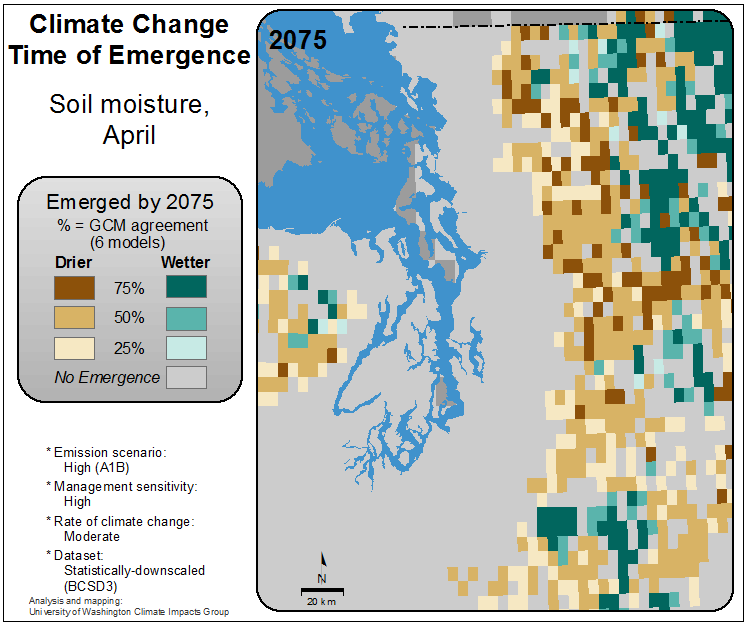 Climate Change
Time of Emergence
Soil moisture,
April
Emerged by 2075
% = GCM agreement
(6 models)
Drier Wetter
75%
50%
25%
No Emergence
* Emission scenario:
High (A1B)
* Management sensitivity:
High
* Rate of climate change:
Moderate
* Dataset:
Statistically-downscaled
(BCSD3)
Analysis and mapping:
University of Washington Climate Impacts Group
2075
N
20 km